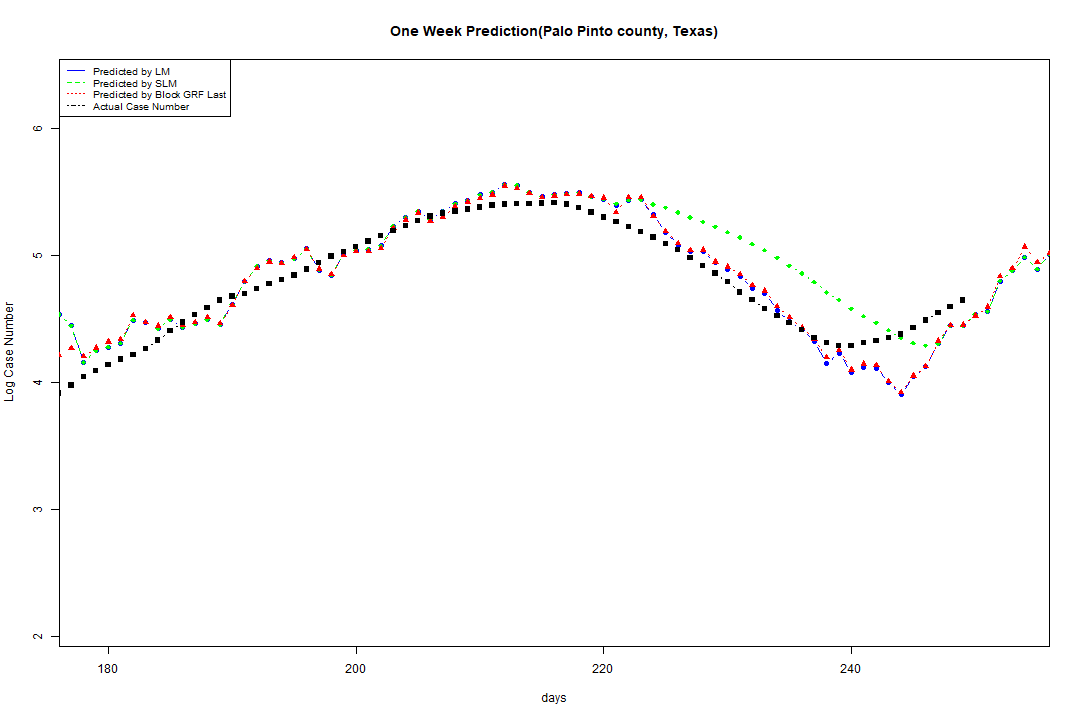 One Week Prediction(Palo Pinto county, Texas)
Predicted by LM
Predicted by SLM
Predicted by Block GRF Last
Actual Case Number
6
5
4
3
2
Log Case Number
180 200 220 240
days